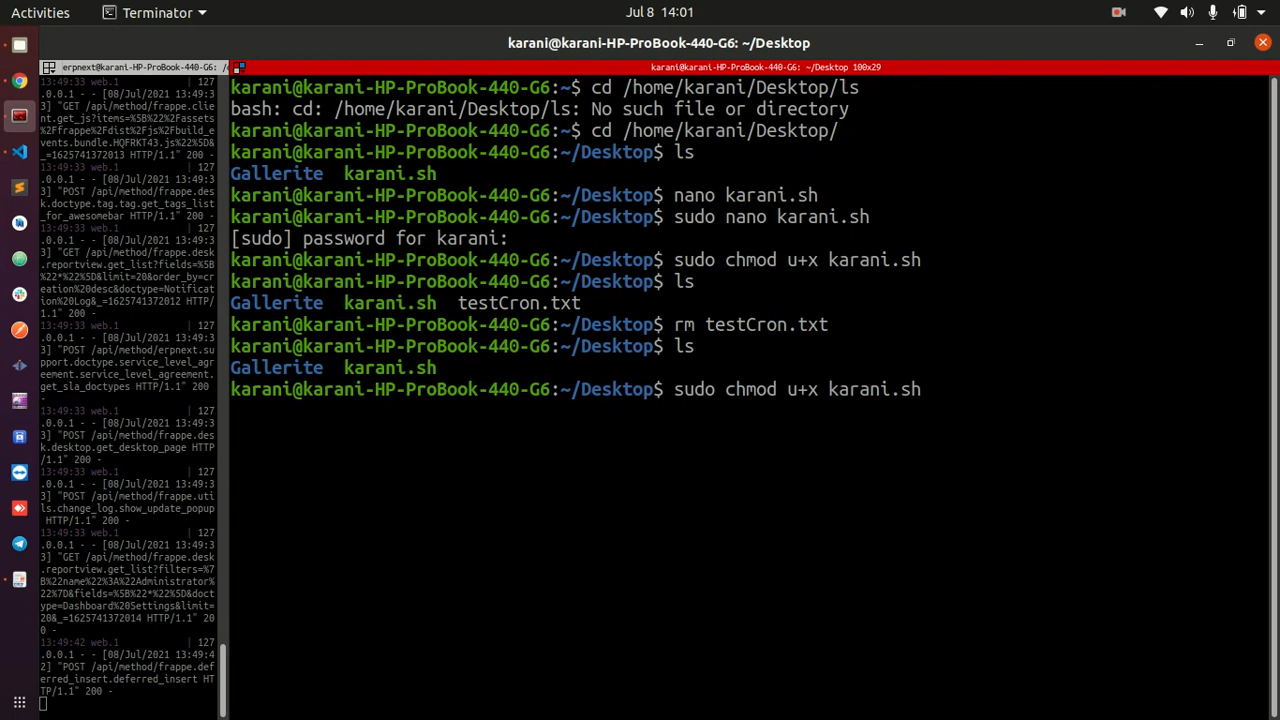 Activities
Terminator
Jul 8 14:01
karani@karani-HP-ProBook-440-G6: ~/Desktop
erpnext@karani-HP-ProBook-440-G6: /
13:49:33 web.1 | 127
.0.0.1 - - [08/Jul/2021 13:49:3
3] "GET /api/method/frappe.clie
nt.get_js?items=%5B%22%2Fassets
%2Ffrappe%2Fdist%2Fjs%2Fbuild_e
vents.bundle.HQFRKT43.js%22%5D&
_=1625741372013 HTTP/1.1" 200 -
13:49:33 web.1 | 127
.0.0.1 - - [08/Jul/2021 13:49:3
3] "POST /api/method/frappe.des
k.doctype.tag.tag.get_tags_list
_for_awesomebar HTTP/1.1" 200 -
13:49:33 web.1 | 127
.0.0.1 - - [08/Jul/2021 13:49:3
3] "GET /api/method/frappe.desk
.reportview.get_list?fields=%5B
%22*%22%5D&limit=20&order_by=cr
eation%20desc&doctype=Notificat
ion%20Log&_=1625741372012 HTTP/
1.1" 200 -
13:49:33 web.1 | 127
.0.0.1 - - [08/Jul/2021 13:49:3
3] "POST /api/method/erpnext.su
pport.doctype.service_level_agr
eement.service_level_agreement.
get_sla_doctypes HTTP/1.1" 200
-
13:49:33 web.1 | 127
.0.0.1 - - [08/Jul/2021 13:49:3
3] "POST /api/method/frappe.des
k.desktop.get_desktop_page HTTP
/1.1" 200 -
13:49:33 web.1 | 127
.0.0.1 - - [08/Jul/2021 13:49:3
3] "POST /api/method/frappe.uti
ls.change_log.show_update_popup
HTTP/1.1" 200 -
13:49:33 web.1 | 127
.0.0.1 - - [08/Jul/2021 13:49:3
3] "GET /api/method/frappe.desk
.reportview.get_list?filters=%7
B%22name%22%3A%22Administrator%
22%7D&fields=%5B%22*%22%5D&doct
ype=Dashboard%20Settings&limit=
20&_=1625741372014 HTTP/1.1" 20
0 -
13:49:42 web.1 | 127
.0.0.1 - - [08/Jul/2021 13:49:4
2] "POST /api/method/frappe.def
erred_insert.deferred_insert HT
TP/1.1" 200 -
karani@karani-HP-ProBook-440-G6: ~/Desktop 100x29
karani@karani-HP-ProBook-440-G6:~$ cd /home/karani/Desktop/ls
bash: cd: /home/karani/Desktop/ls: No such file or directory
karani@karani-HP-ProBook-440-G6:~$ cd /home/karani/Desktop/
karani@karani-HP-ProBook-440-G6:~/Desktop$ ls
Gallerite karani.sh
karani@karani-HP-ProBook-440-G6:~/Desktop$ nano karani.sh
karani@karani-HP-ProBook-440-G6:~/Desktop$ sudo nano karani.sh
[sudo] password for karani:
karani@karani-HP-ProBook-440-G6:~/Desktop$ sudo chmod u+x karani.sh
karani@karani-HP-ProBook-440-G6:~/Desktop$ ls
Gallerite karani.sh testCron.txt
karani@karani-HP-ProBook-440-G6:~/Desktop$ rm testCron.txt
karani@karani-HP-ProBook-440-G6:~/Desktop$ ls
Gallerite karani.sh
karani@karani-HP-ProBook-440-G6:~/Desktop$ sudo chmod u+x karani.sh